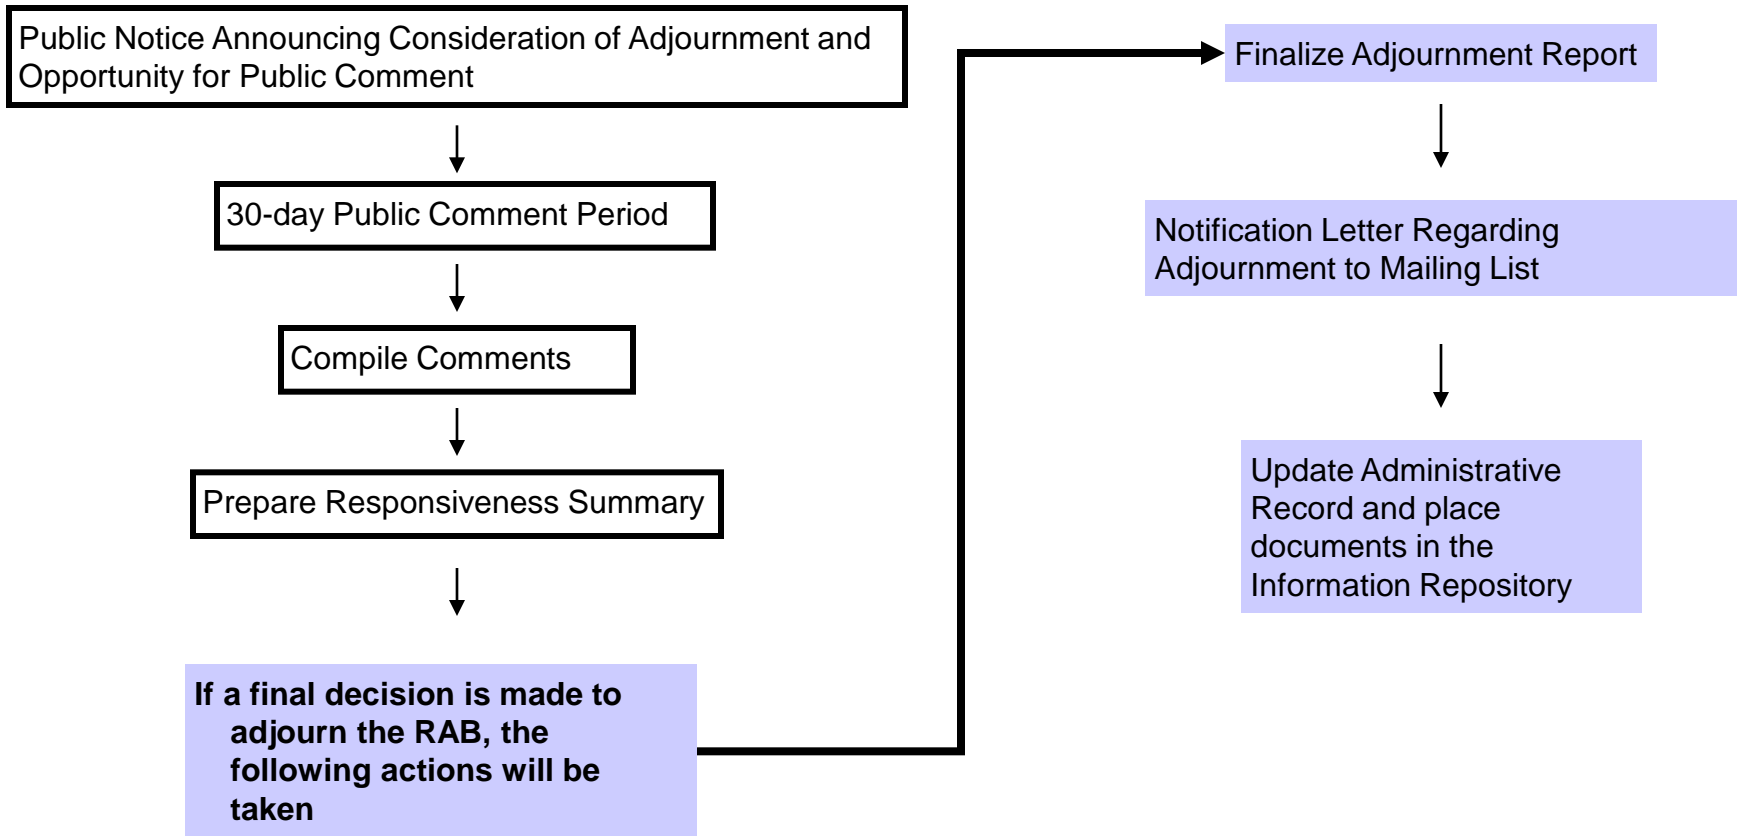 Public Notice Announcing Consideration of Adjournment and
Opportunity for Public Comment
30-day Public Comment Period
Compile Comments
Prepare Responsiveness Summary
If a final decision is made to
adjourn the RAB, the
following actions will be
taken
Finalize Adjournment Report
Notification Letter Regarding
Adjournment to Mailing List
Update Administrative
Record and place
documents in the
Information Repository